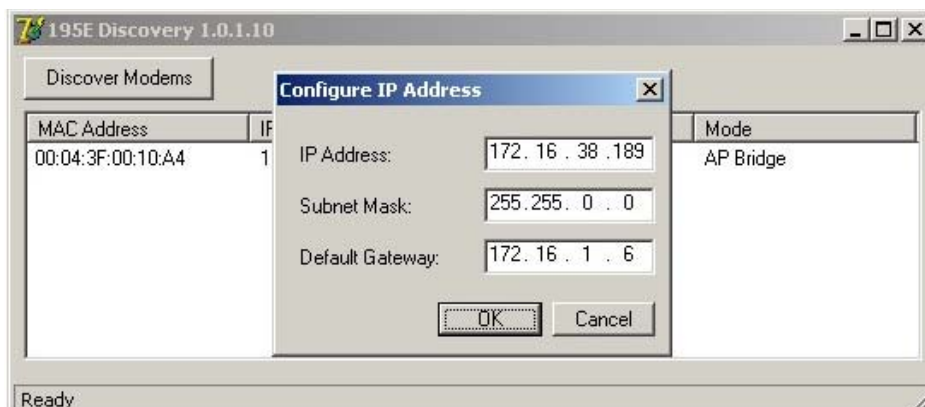 195E Discovery 1.0.1.10
Discover Modems
Configure IP Address
MAC Address Mode
00:04:3F:00:10:A4 AP Bridge
IP Address: 172. 16 . 38 .189
Subnet Mask: 255.255. 0 . 0
Default Gateway: 172. 16 . 1 . 6
OK Cancel
Ready